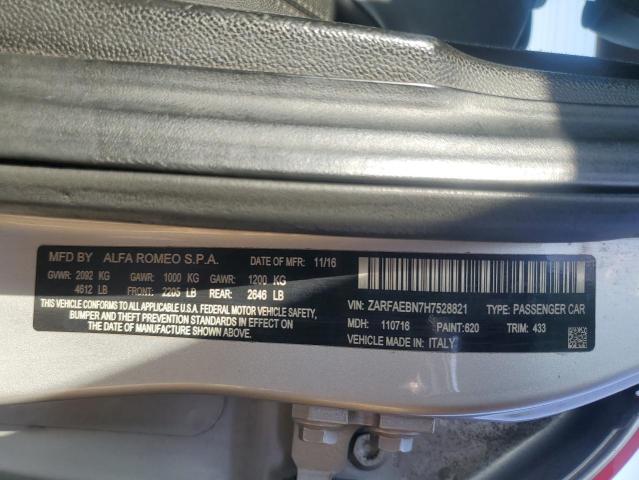 MFD BY ALFA ROMEO S.P.A. DATE OF MFR 11/16
GVWR: 2092 KG GAWR: 1000 KG GAWR: 1200 KG
4612 LB FRONT: 2205 LB REAR: 2646 LB
THIS VEHICLE CONFORMS TO ALL APPLICABLE U.S.A. FEDERAL MOTOR VEHICLE SAFETY,
BUMPER AND THEFT PREVENTION STANDARDS IN EFFECT ON THE
DATE OF MANUFACTURE SHOWN ABOVE.
VIN: ZARFAEBN7H7528821 TYPE: PASSENGER CAR
MDH: 110716 PAINT: 620 TRIM: 433
VEHICLE MADE IN: ITALY